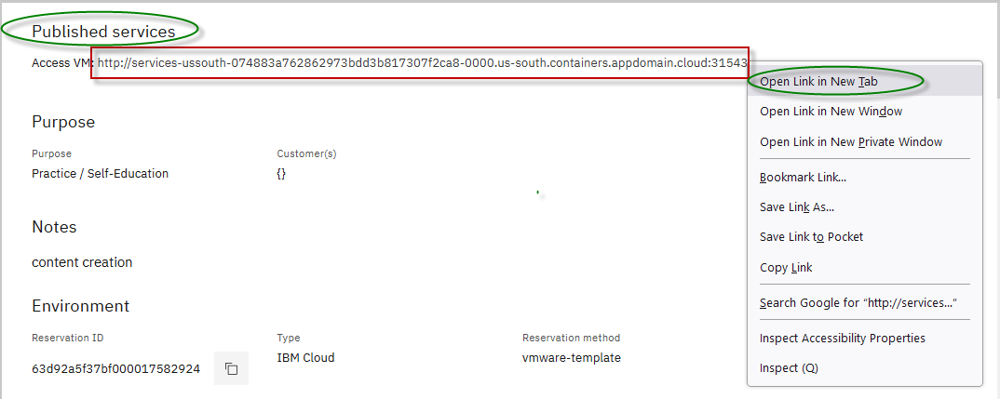 Published services
Access VM: http://services-ussouth-074883a762862973bdd3b817307f2ca8-0000.us-south.containers.appdomain.cloud:31543
Open Link in New Tab
Open Link in New Window
Open Link in New Private Window
Bookmark Link...
Save Link As...
Save Link to Pocket
Copy Link
Search Google for “http://services...”
Inspect Accessibility Properties
Inspect (Q)
Purpose
Purpose
Customer(s)
Practice / Self-Education
{}
Notes
content creation
Environment
Reservation ID
Type
Reservation method
63d92a5f37bf000017582924
IBM Cloud
vmware-template